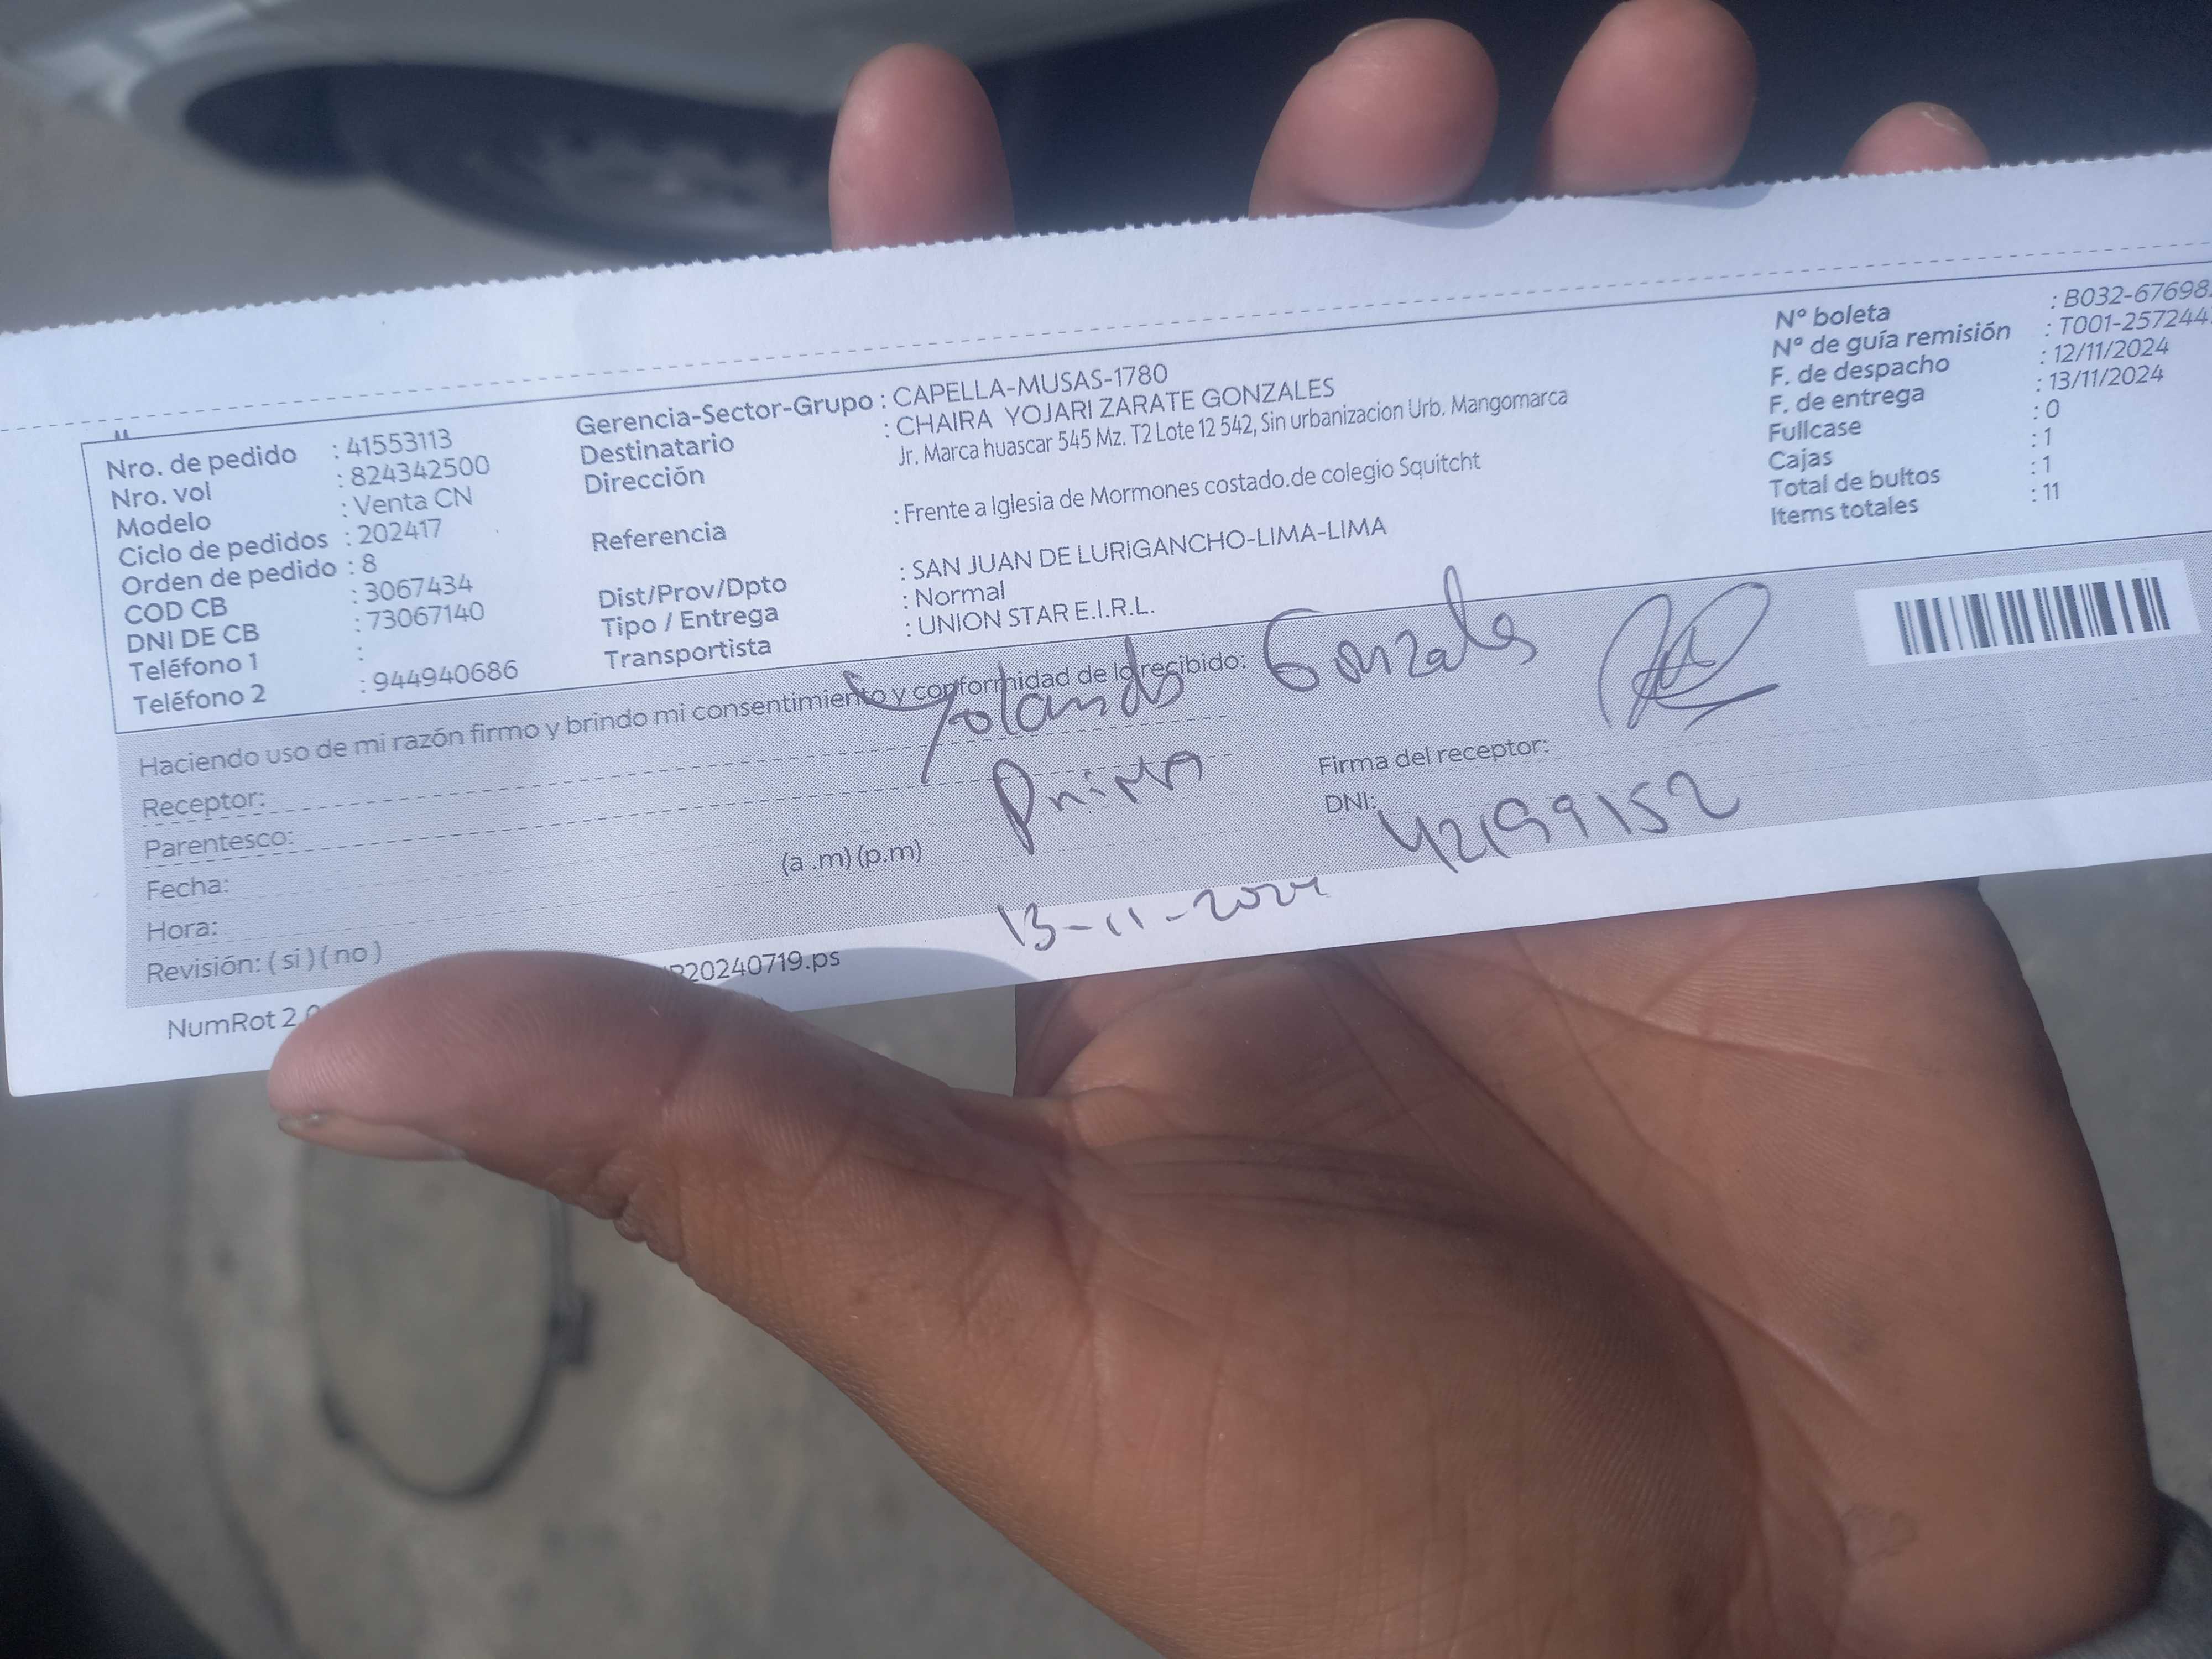 Nro. de pedido : 41553113
Nro. vol : 824342500
Modelo : Venta CN
Ciclo de pedidos : 202417
Orden de pedido : 8
COD CB : 3067434
DNI DE CB : 73067140
Teléfono 1 :
Teléfono 2 : 944940686
Gerencia-Sector-Grupo : CAPELLA-MUSAS-1780
Destinatario : CHAIRA YOJARI ZARATE GONZALES
Dirección Jr. Marca huascar 545 Mz. T2 Lote 12 542, Sin urbanizacion Urb. Mangomarca
Referencia : Frente a Iglesia de Mormones costado.de colegio Squitcht
Dist/Prov/Dpto : SAN JUAN DE LURIGANCHO-LIMA-LIMA
Tipo / Entrega : Normal
Transportista : UNION STAR E.I.R.L.
Nº boleta : B032-67698
Nº de guía remisión : T001-257244
F. de despacho : 12/11/2024
F. de entrega : 13/11/2024
Fullcase : 0
Cajas : 1
Total de bultos : 1
Items totales : 11
Haciendo uso de mi razón firmo y brindo mi consentimiento y conformidad de lo recibido:
Receptor: Yolanda Gonzales
Parentesco: Prima
Fecha:
Hora: (a .m) (p.m)
Revisión: ( si ) ( no )
Firma del receptor:
DNI: 42199152
13-11-2024
NumRot 2.0
P20240719.ps